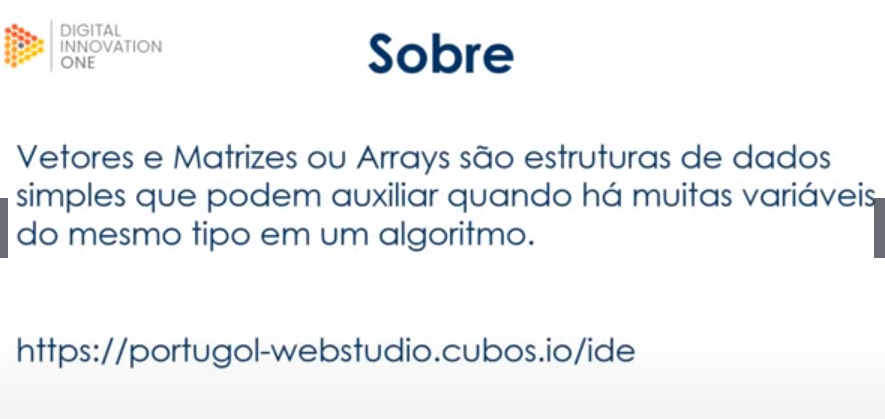 DIGITAL
INNOVATION
ONE
Sobre
Vetores e Matrizes ou Arrays são estruturas de dados
simples que podem auxiliar quando há muitas variáveis
do mesmo tipo em um algoritmo.
https://portugol-webstudio.cubos.io/ide